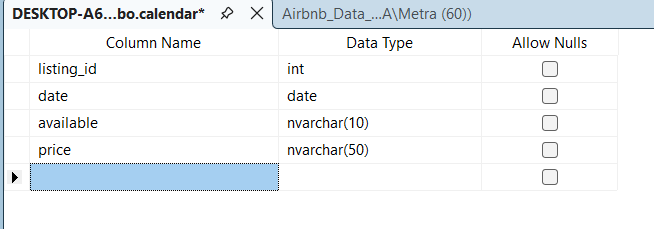 DESKTOP-A6...bo.calendar* Airbnb_Data_...A\Metra (60))
Column Name Data Type Allow Nulls
listing_id int
date date
available nvarchar(10)
price nvarchar(50)